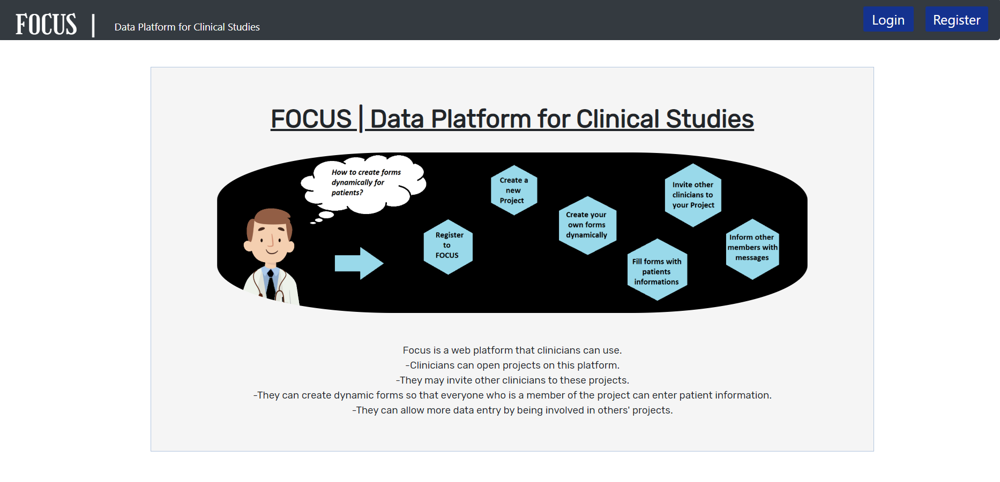 FOCUS |
Data Platform for Clinical Studies
Login
Register
FOCUS | Data Platform for Clinical Studies
How to create forms
dynamically for
patients?
Register
to
FOCUS
Create a
new
Project
Create your
own forms
dynamically
Fill forms with
patients
informations
Invite other
clinicians to
your Project
Inform other
members with
messages
Focus is a web platform that clinicians can use.
-Clinicians can open projects on this platform.
-They may invite other clinicians to these projects.
-They can create dynamic forms so that everyone who is a member of the project can enter patient information.
-They can allow more data entry by being involved in others' projects.